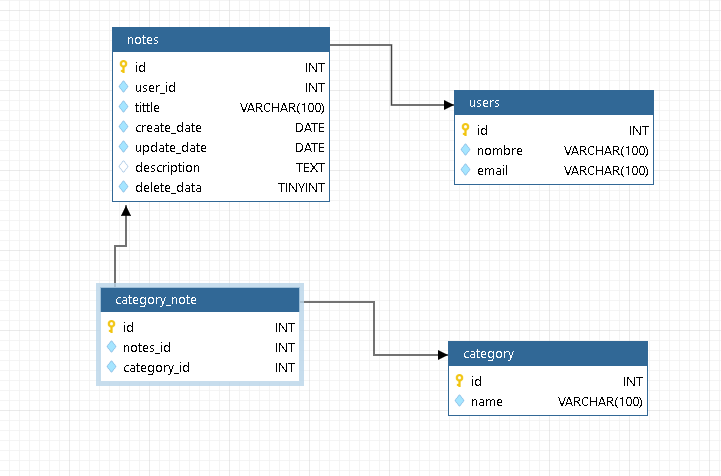 notes
id INT
user_id INT
tittle VARCHAR(100)
create_date DATE
update_date DATE
description TEXT
delete_data TINYINT
users
id INT
nombre VARCHAR(100)
email VARCHAR(100)
category_note
id INT
notes_id INT
category_id INT
category
id INT
name VARCHAR(100)